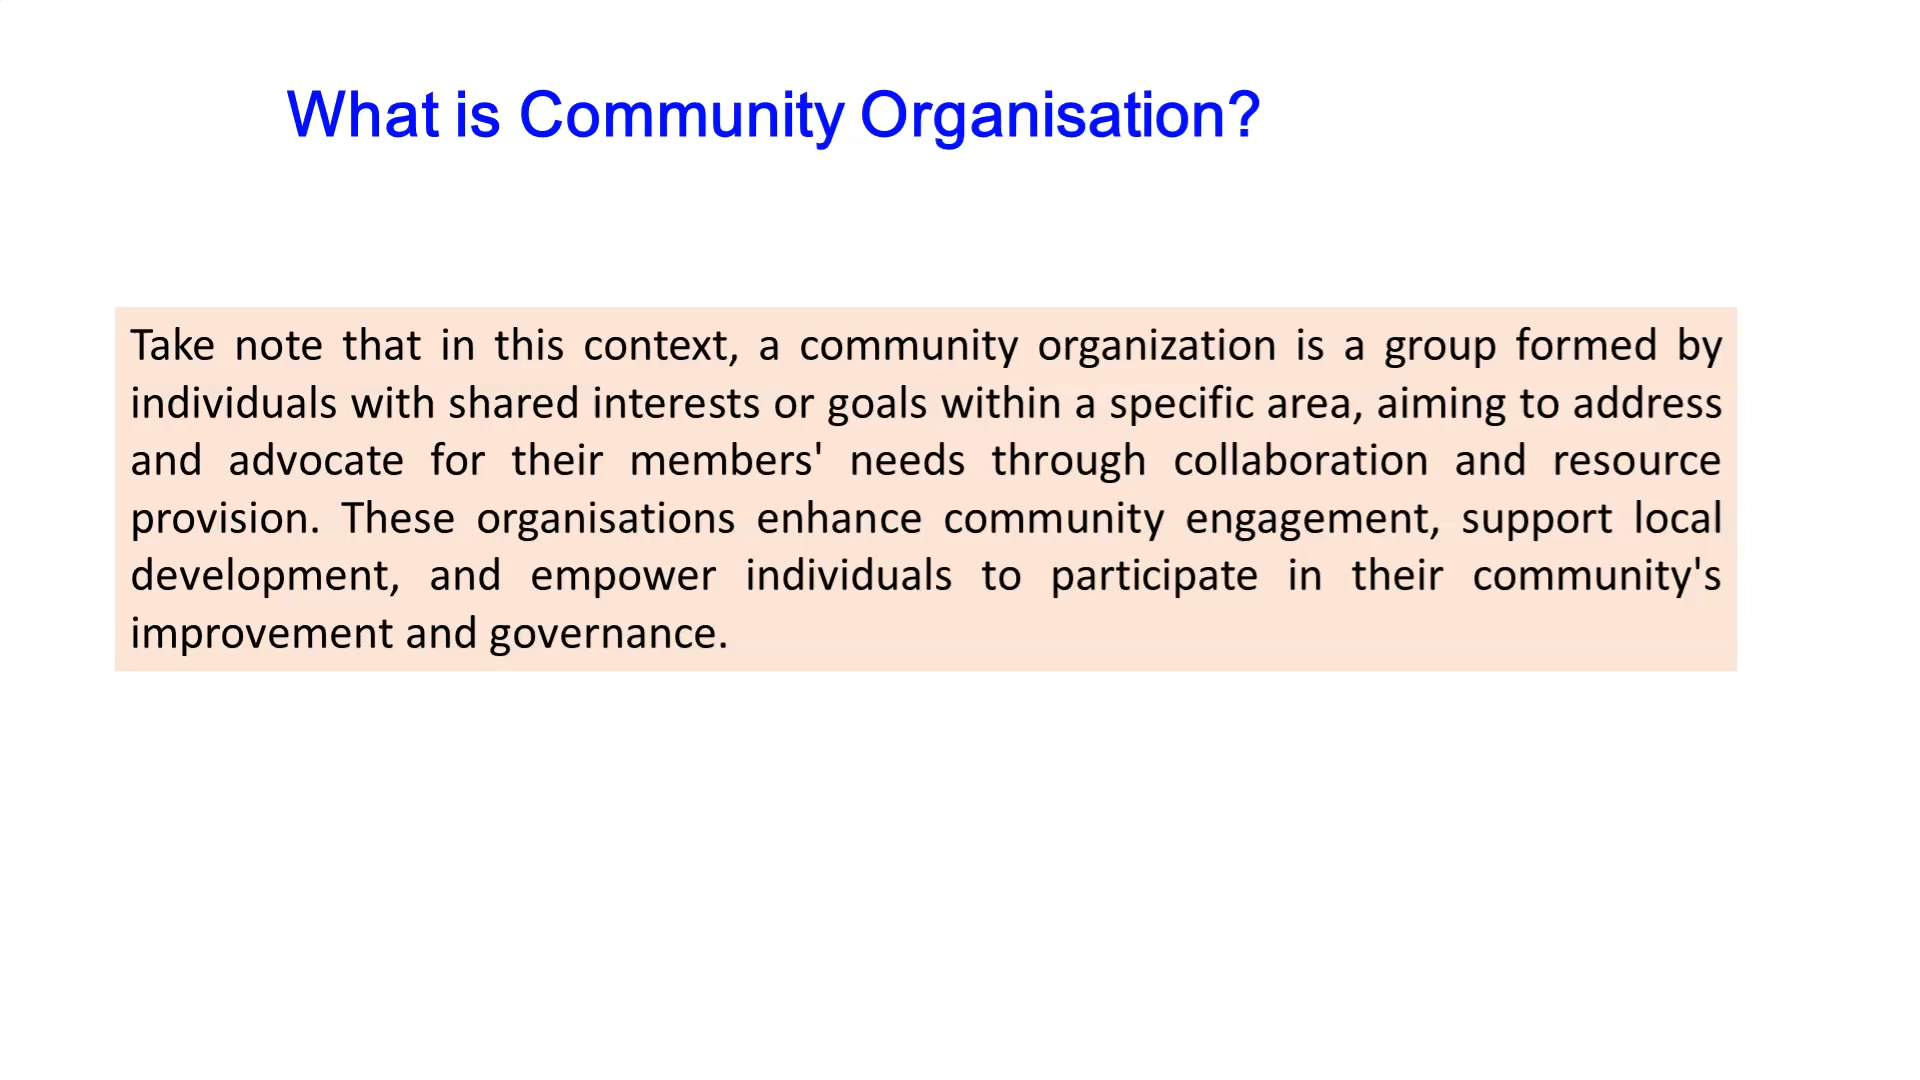 What is Community Organisation?
Take note that in this context, a community organization is a group formed by
individuals with shared interests or goals within a specific area, aiming to address
and advocate for their members' needs through collaboration and resource
provision. These organisations enhance community engagement, support local
development, and empower individuals to participate in their community's
improvement and governance.